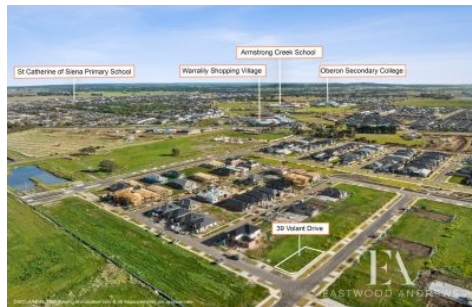 Armstrong Creek School
St Catherine of Siena Primary School
Warralily Shopping Village
Oberon Secondary College
39 Volant Drive
EA
EASTWOOD ANDREWS